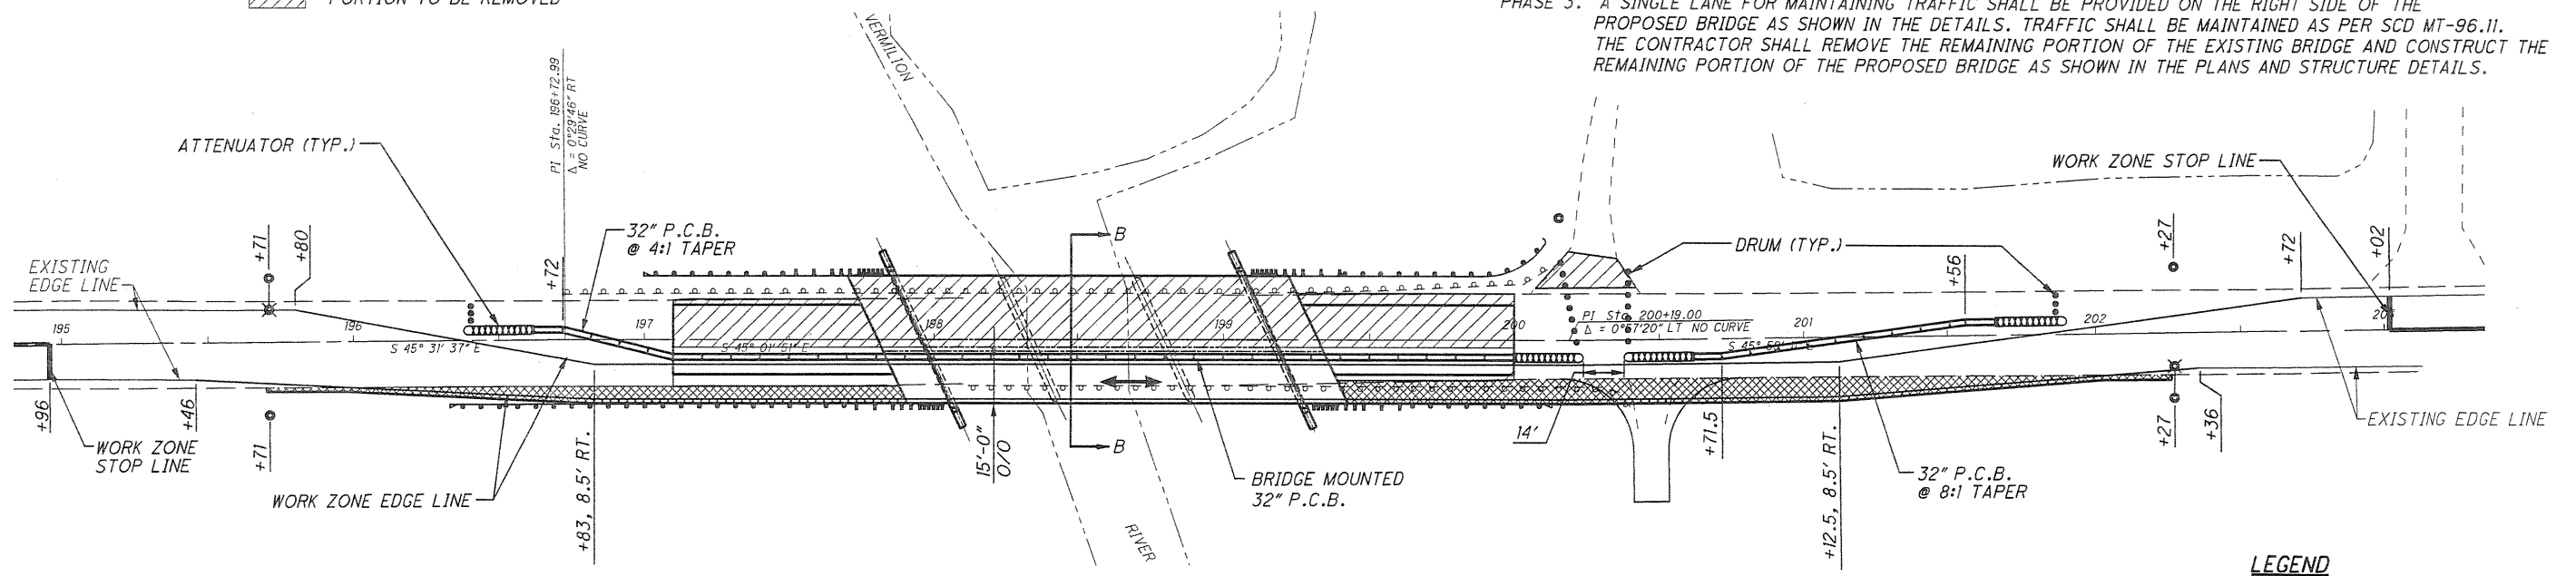 PORTION TO BE REMOVED
PHASE 3: A SINGLE LANE FOR MAINTAINING TRAFFIC SHALL BE PROVIDED ON THE RIGHT SIDE OF THE
PROPOSED BRIDGE AS SHOWN IN THE DETAILS. TRAFFIC SHALL BE MAINTAINED AS PER SCD MT-96.11.
THE CONTRACTOR SHALL REMOVE THE REMAINING PORTION OF THE EXISTING BRIDGE AND CONSTRUCT THE
REMAINING PORTION OF THE PROPOSED BRIDGE AS SHOWN IN THE PLANS AND STRUCTURE DETAILS.
VERMILION
PI Sta. 196+72.99
Δ = 0°29'46" RT
NO CURVE
ATTENUATOR (TYP.)
WORK ZONE STOP LINE
32" P.C.B.
@ 4:1 TAPER
B
DRUM (TYP.)
EXISTING
EDGE LINE
+71
+80
+72
+56
+27
+72
+02
195
196
197
198
199
200
201
202
PI Sta. 200+19.00
Δ = 0°57'20" LT NO CURVE
S 45° 31' 37" E
S 45° 01' 51" E
+96
+46
+71
WORK ZONE
STOP LINE
WORK ZONE EDGE LINE
+83, 8.5' RT.
15'-0"
O/O
B
BRIDGE MOUNTED
32" P.C.B.
14'
+71.5
+12.5, 8.5' RT.
32" P.C.B.
@ 8:1 TAPER
+27
+36
EXISTING EDGE LINE
RIVER
LEGEND